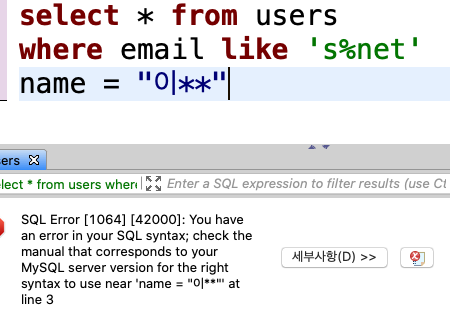 select * from users
where email like 's%net'
name = "이**"
ers
lect * from users where
Enter a SQL expression to filter results (use Ct
SQL Error [1064] [42000]: You have
an error in your SQL syntax; check the
manual that corresponds to your
MySQL server version for the right
syntax to use near 'name = "이**"' at
line 3
세부사항(D) >>